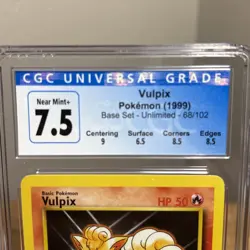 CGC UNIVERSAL GRADE
Near Mint+
7.5
Vulpix
Pokémon (1999)
Base Set - Unlimited - 68/102
Centering Surface Corners Edges
9 6.5 8.5 8.5
Basic Pokémon
Vulpix HP 50